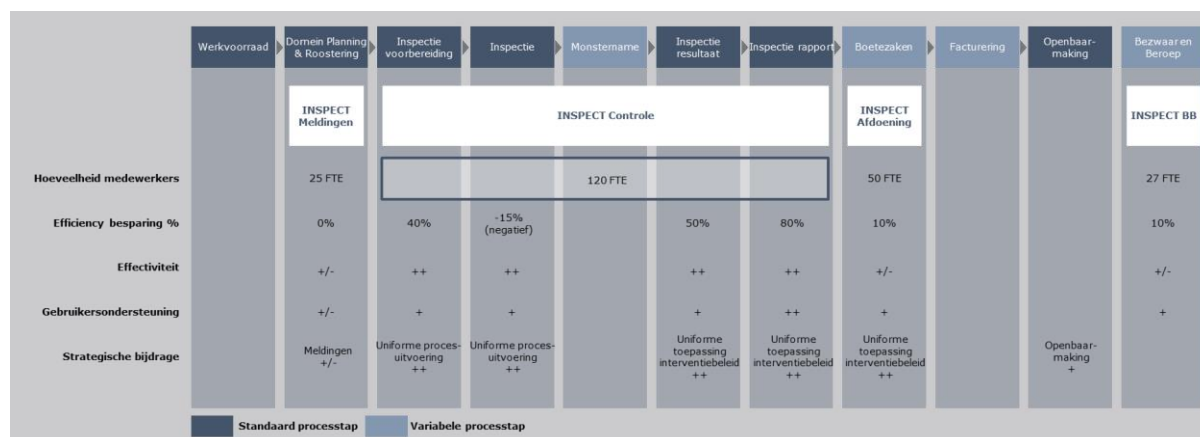 Werkvoorraad
Domein Planning
& Roostering
Inspectie
voorbereiding
Inspectie
Monstername
Inspectie
resultaat
Inspectie rapport
Boetezaken
Facturering
Openbaar-
making
Bezwaar en
Beroep
INSPECT
Meldingen
INSPECT Controle
INSPECT
Afdoening
INSPECT BB
Hoeveelheid medewerkers
25 FTE
120 FTE
50 FTE
27 FTE
Efficiency besparing %
0%
40%
-15%
(negatief)
50%
80%
10%
10%
Effectiviteit
+/-
++
++
++
++
+/-
+/-
Gebruikersondersteuning
+/-
+
+
+
++
+
+
Strategische bijdrage
Meldingen
+/-
Uniforme proces-
uitvoering
++
Uniforme proces-
uitvoering
++
Uniforme
toepassing
interventiebeleid
++
Uniforme
toepassing
interventiebeleid
++
Uniforme
toepassing
interventiebeleid
++
Openbaar-
making
+
Standaard processtap
Variabele processtap